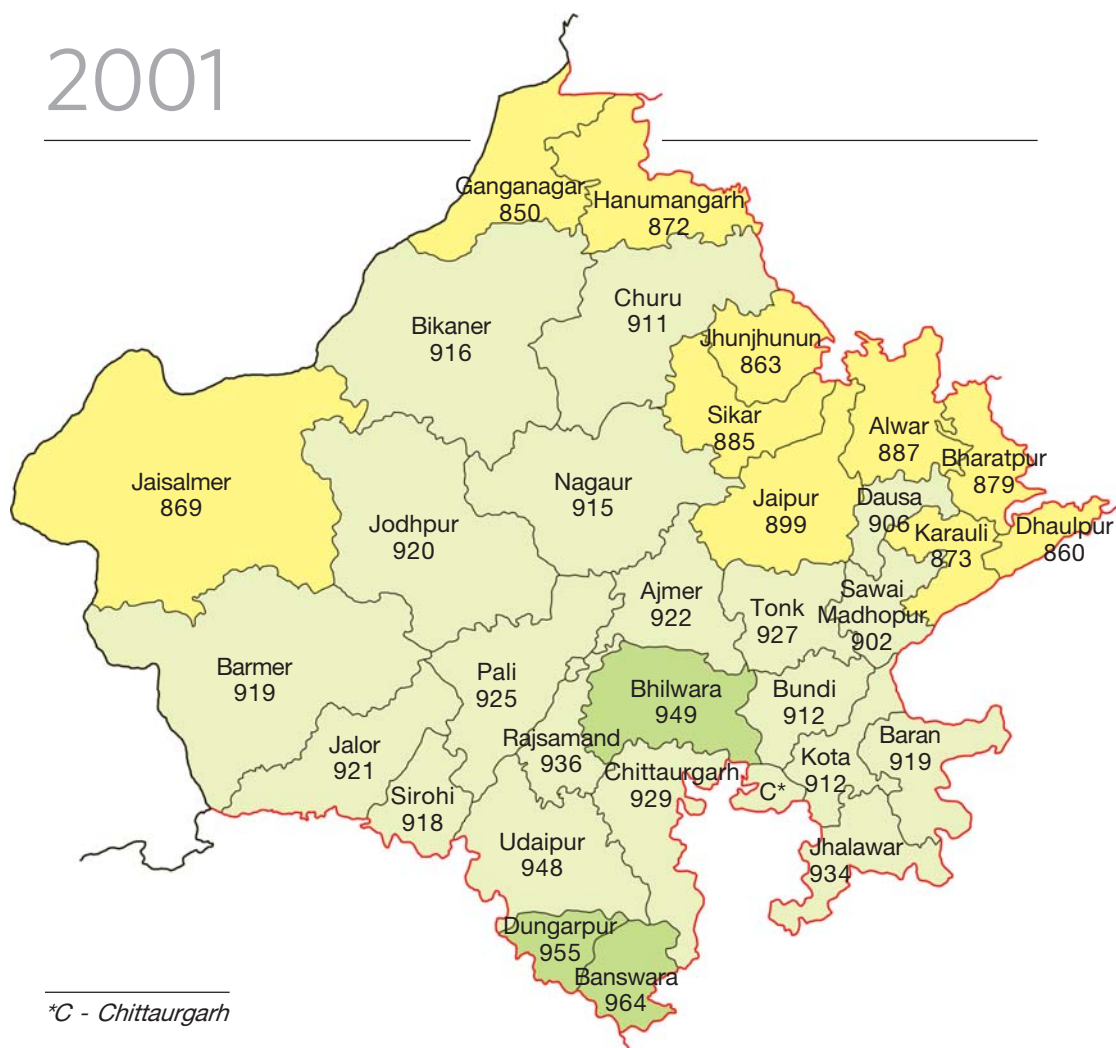 2001
Ganganagar
850
Hanumangarh
872
Churu
911
Bikaner
916
Jhunjhunun
863
Sikar
885
Alwar
887
Bharatpur
879
Jaisalmer
869
Nagaur
915
Jaipur
899
Dausa
906
Jodhpur
920
Karauli
873
Dhaulpur
860
Ajmer
922
Tonk
927
Sawai
Madhopur
902
Barmer
919
Pali
925
Bhilwara
949
Bundi
912
Jalor
921
Rajsamand
936
Chittaurgarh
929
C*
Kota
912
Baran
919
Sirohi
918
Udaipur
948
Jhalawar
934
Dungarpur
955
Banswara
964
*C - Chittaurgarh